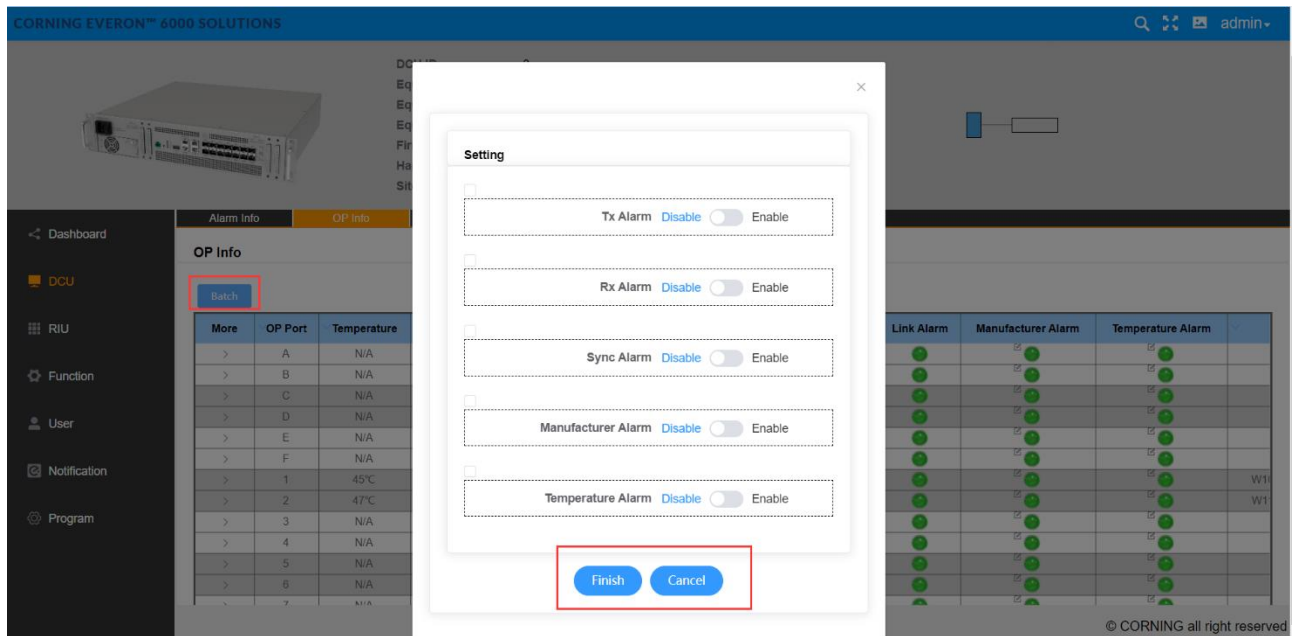 CORNING EVERON™ 6000 SOLUTIONS
admin
Setting
Tx Alarm Disable Enable
Rx Alarm Disable Enable
Sync Alarm Disable Enable
Manufacturer Alarm Disable Enable
Temperature Alarm Disable Enable
Finish Cancel
Dashboard
DCU
RIU
Function
User
Notification
Program
Alarm Info OP Info
OP Info
Batch
More OP Port Temperature Link Alarm Manufacturer Alarm Temperature Alarm
> A N/A
> B N/A
> C N/A
> D N/A
> E N/A
> F N/A
> 1 45°C
> 2 47°C
> 3 N/A
> 4 N/A
> 5 N/A
> 6 N/A
> 7 N/A
© CORNING all right reserved